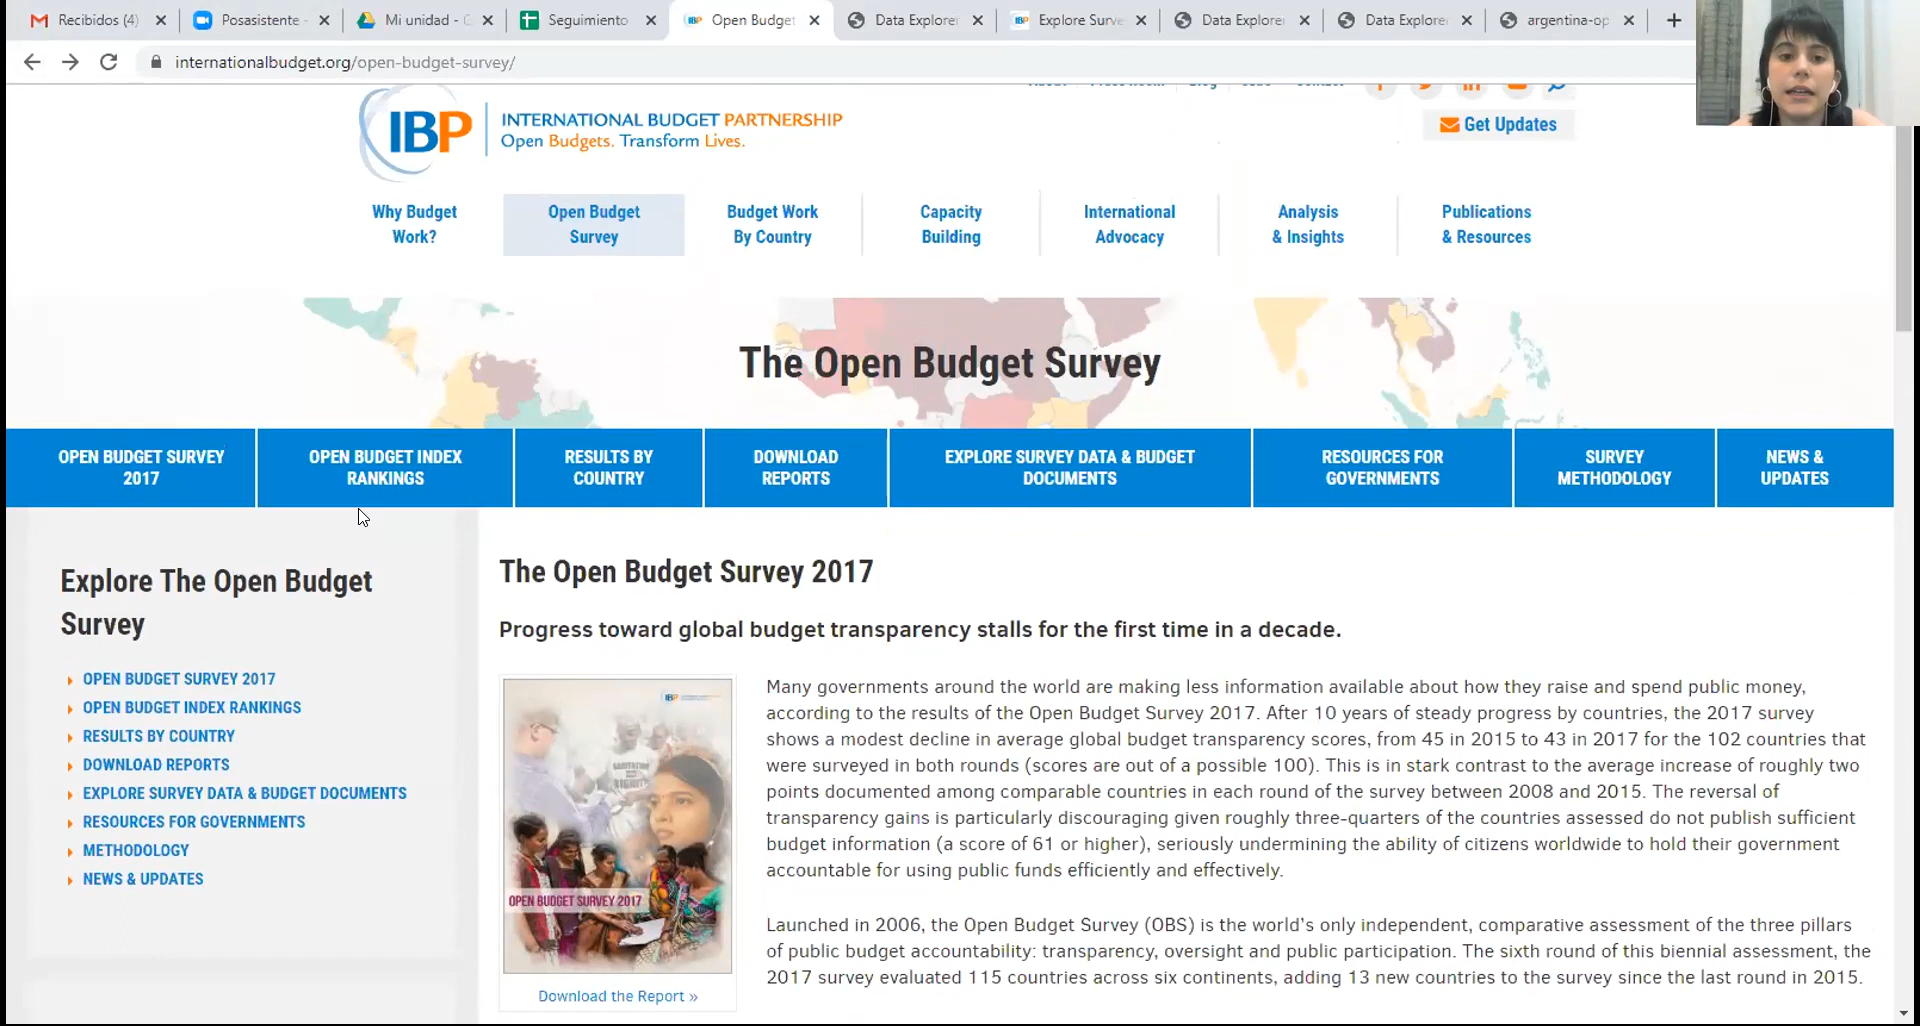 Recibidos (4)
Posasistente -
Mi unidad - G
Seguimiento
Open Budget
Data Explorer
Explore Surve
Data Explorer
Data Explorer
argentina-op
internationalbudget.org/open-budget-survey/
IBP
INTERNATIONAL BUDGET PARTNERSHIP
Open Budgets. Transform Lives.
Get Updates
Why Budget
Work?
Open Budget
Survey
Budget Work
By Country
Capacity
Building
International
Advocacy
Analysis
& Insights
Publications
& Resources
The Open Budget Survey
OPEN BUDGET SURVEY
2017
OPEN BUDGET INDEX
RANKINGS
RESULTS BY
COUNTRY
DOWNLOAD
REPORTS
EXPLORE SURVEY DATA & BUDGET
DOCUMENTS
RESOURCES FOR
GOVERNMENTS
SURVEY
METHODOLOGY
NEWS &
UPDATES
Explore The Open Budget
Survey
OPEN BUDGET SURVEY 2017
OPEN BUDGET INDEX RANKINGS
RESULTS BY COUNTRY
DOWNLOAD REPORTS
EXPLORE SURVEY DATA & BUDGET DOCUMENTS
RESOURCES FOR GOVERNMENTS
METHODOLOGY
NEWS & UPDATES
The Open Budget Survey 2017
Progress toward global budget transparency stalls for the first time in a decade.
IBP
OPEN BUDGET SURVEY 2017
Download the Report »
Many governments around the world are making less information available about how they raise and spend public money,
according to the results of the Open Budget Survey 2017. After 10 years of steady progress by countries, the 2017 survey
shows a modest decline in average global budget transparency scores, from 45 in 2015 to 43 in 2017 for the 102 countries that
were surveyed in both rounds (scores are out of a possible 100). This is in stark contrast to the average increase of roughly two
points documented among comparable countries in each round of the survey between 2008 and 2015. The reversal of
transparency gains is particularly discouraging given roughly three-quarters of the countries assessed do not publish sufficient
budget information (a score of 61 or higher), seriously undermining the ability of citizens worldwide to hold their government
accountable for using public funds efficiently and effectively.
Launched in 2006, the Open Budget Survey (OBS) is the world's only independent, comparative assessment of the three pillars
of public budget accountability: transparency, oversight and public participation. The sixth round of this biennial assessment, the
2017 survey evaluated 115 countries across six continents, adding 13 new countries to the survey since the last round in 2015.